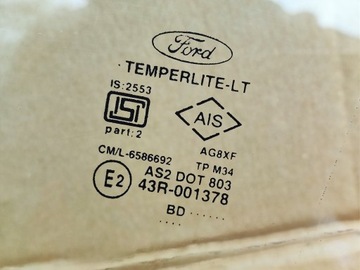 Ford
TEMPERLITE-LT
IS:2553
ISI
AIS
part:2
AG8XF
CM/L-6586692
TP M34
AS2 DOT 803
E2
43R-001378
BD ......